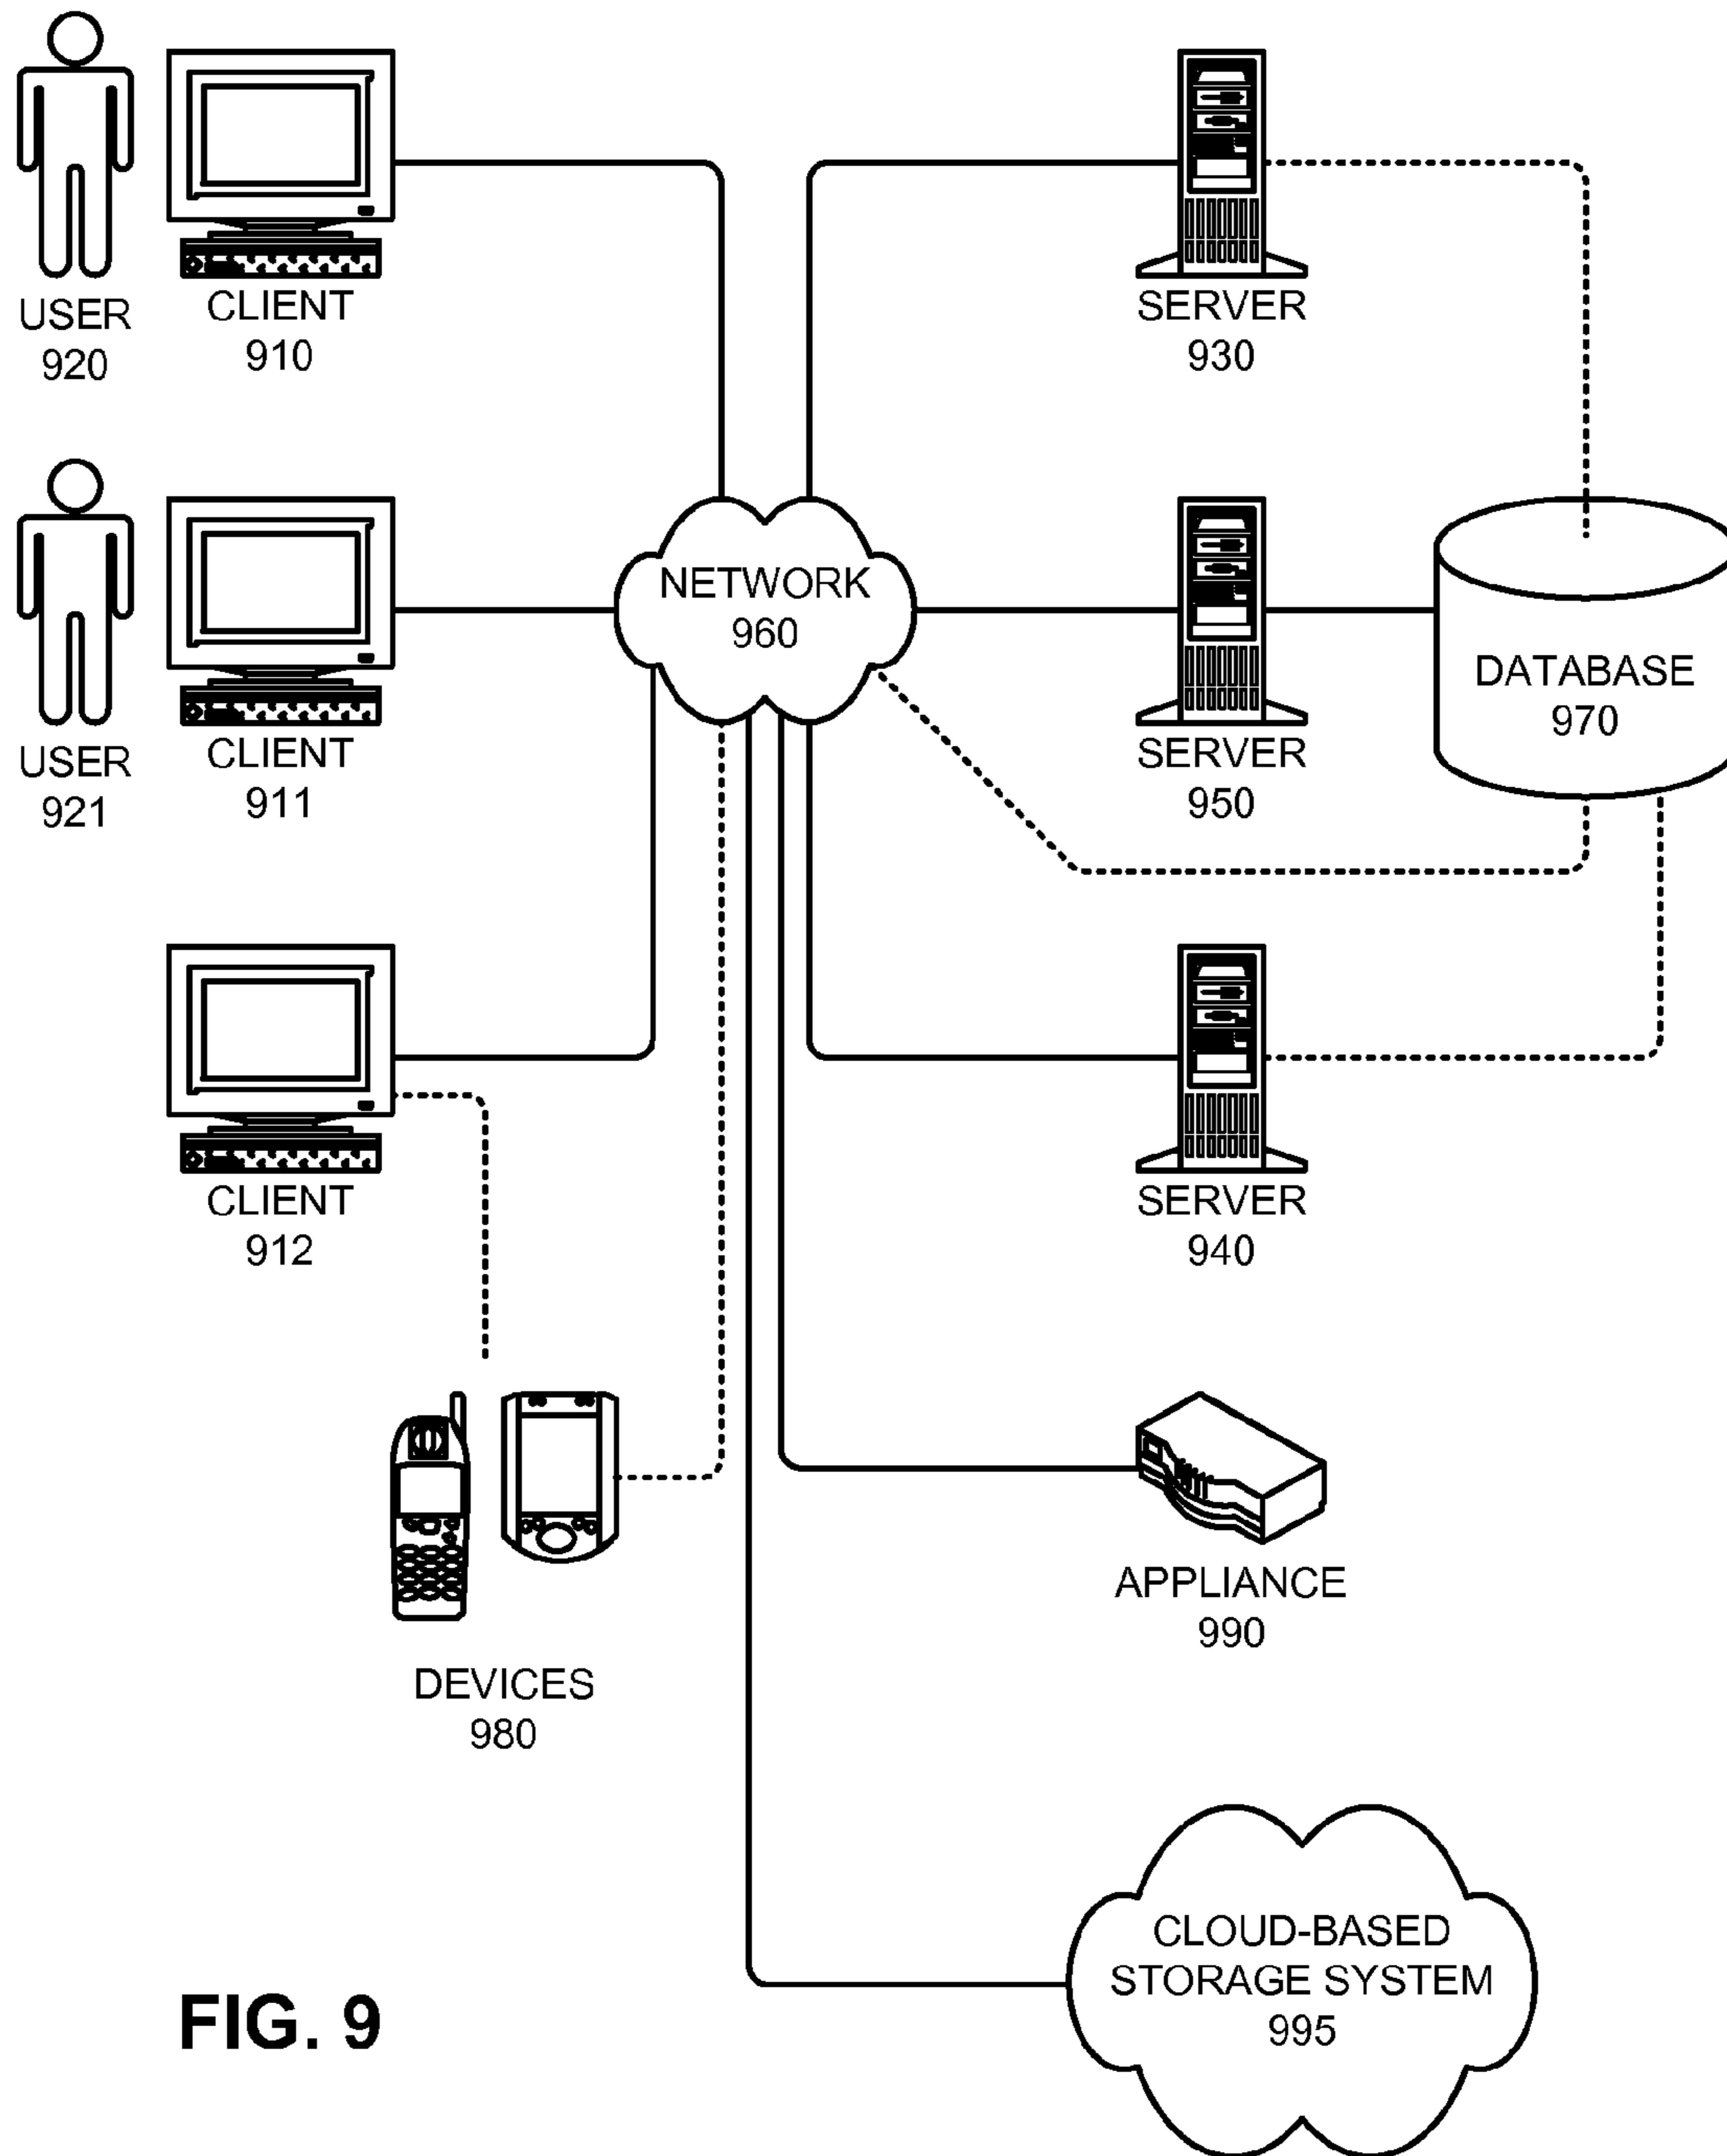 USER
920
CLIENT
910
SERVER
930
USER
921
CLIENT
911
NETWORK
960
SERVER
950
DATABASE
970
CLIENT
912
SERVER
940
DEVICES
980
APPLIANCE
990
CLOUD-BASED
STORAGE SYSTEM
995
FIG. 9